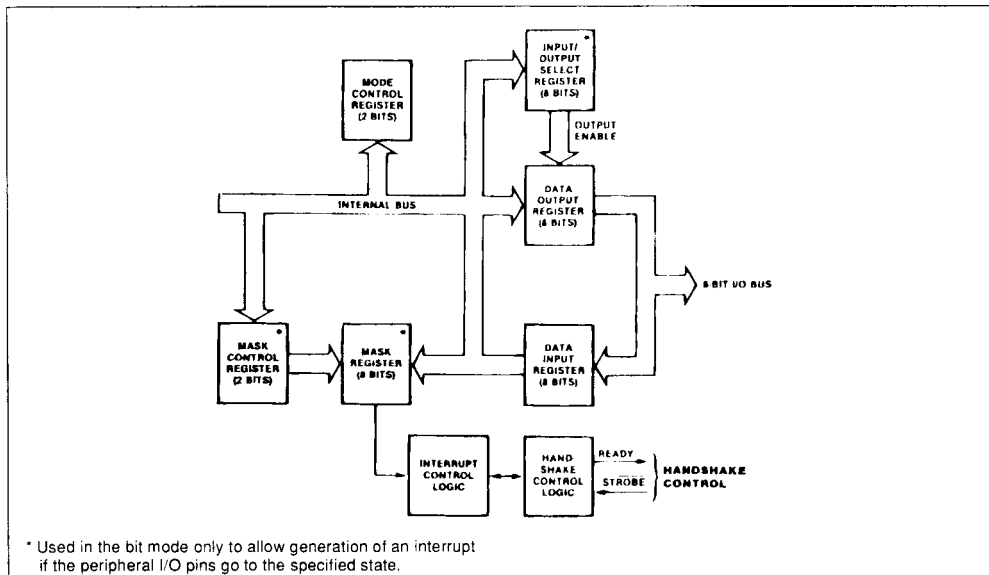 *
INPUT/
OUTPUT
SELECT
REGISTER
(8 BITS)
MODE
CONTROL
REGISTER
(2 BITS)
OUTPUT
ENABLE
INTERNAL BUS
DATA
OUTPUT
REGISTER
(8 BITS)
8 BIT I/O BUS
*
MASK
CONTROL
REGISTER
(2 BITS)
*
MASK
REGISTER
(8 BITS)
DATA
INPUT
REGISTER
(8 BITS)
INTERRUPT
CONTROL
LOGIC
HAND
SHAKE
CONTROL
LOGIC
READY
STROBE
HANDSHAKE
CONTROL
* Used in the bit mode only to allow generation of an interrupt
if the peripheral I/O pins go to the specified state.